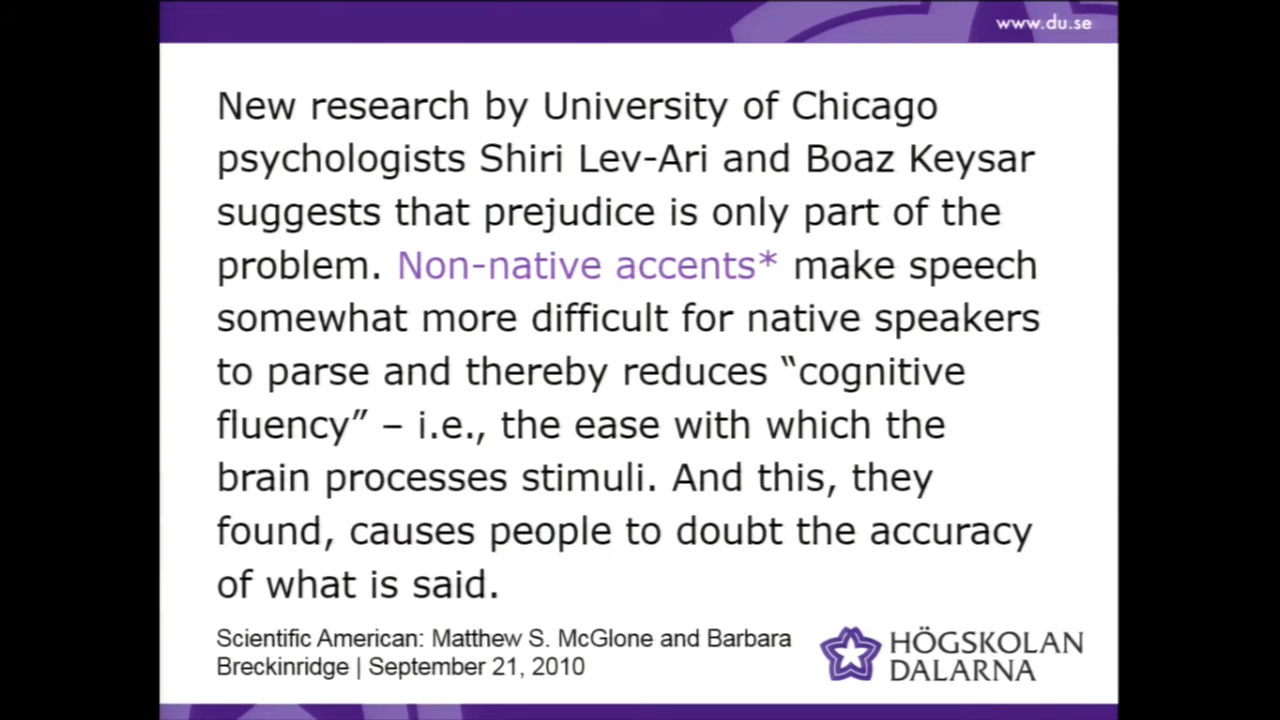 www.du.se
New research by University of Chicago
psychologists Shiri Lev-Ari and Boaz Keysar
suggests that prejudice is only part of the
problem. Non-native accents* make speech
somewhat more difficult for native speakers
to parse and thereby reduces “cognitive
fluency” – i.e., the ease with which the
brain processes stimuli. And this, they
found, causes people to doubt the accuracy
of what is said.
Scientific American: Matthew S. McGlone and Barbara
Breckinridge | September 21, 2010
HÖGSKOLAN
DALARNA